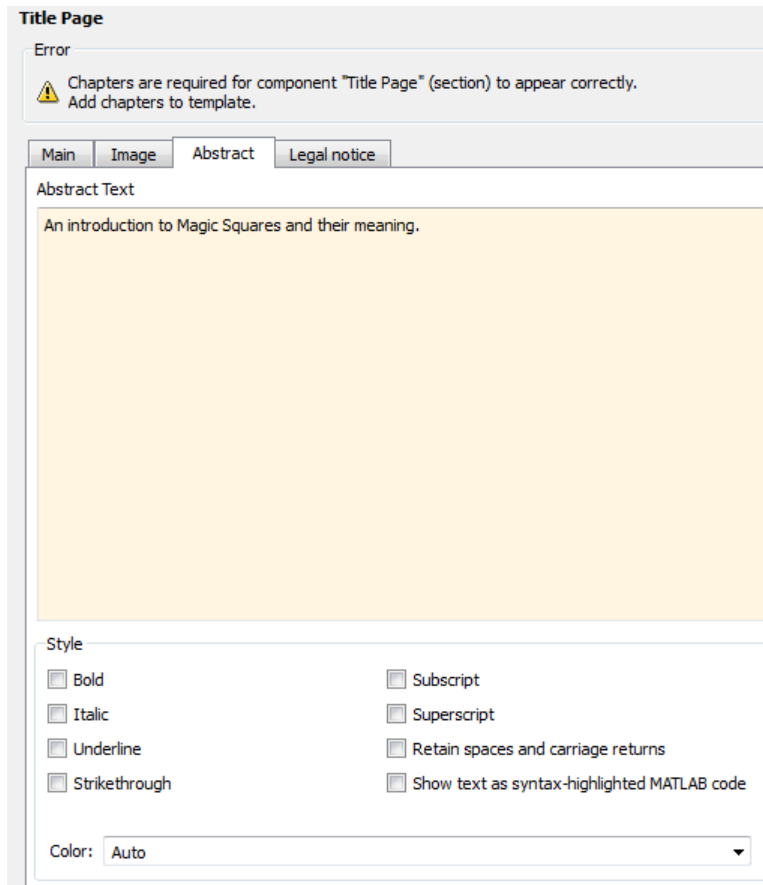 Title Page
Error
Chapters are required for component "Title Page" (section) to appear correctly.
Add chapters to template.
Main Image Abstract Legal notice
Abstract Text
An introduction to Magic Squares and their meaning.
Style
Bold Subscript
Italic Superscript
Underline Retain spaces and carriage returns
Strikethrough Show text as syntax-highlighted MATLAB code
Color: Auto